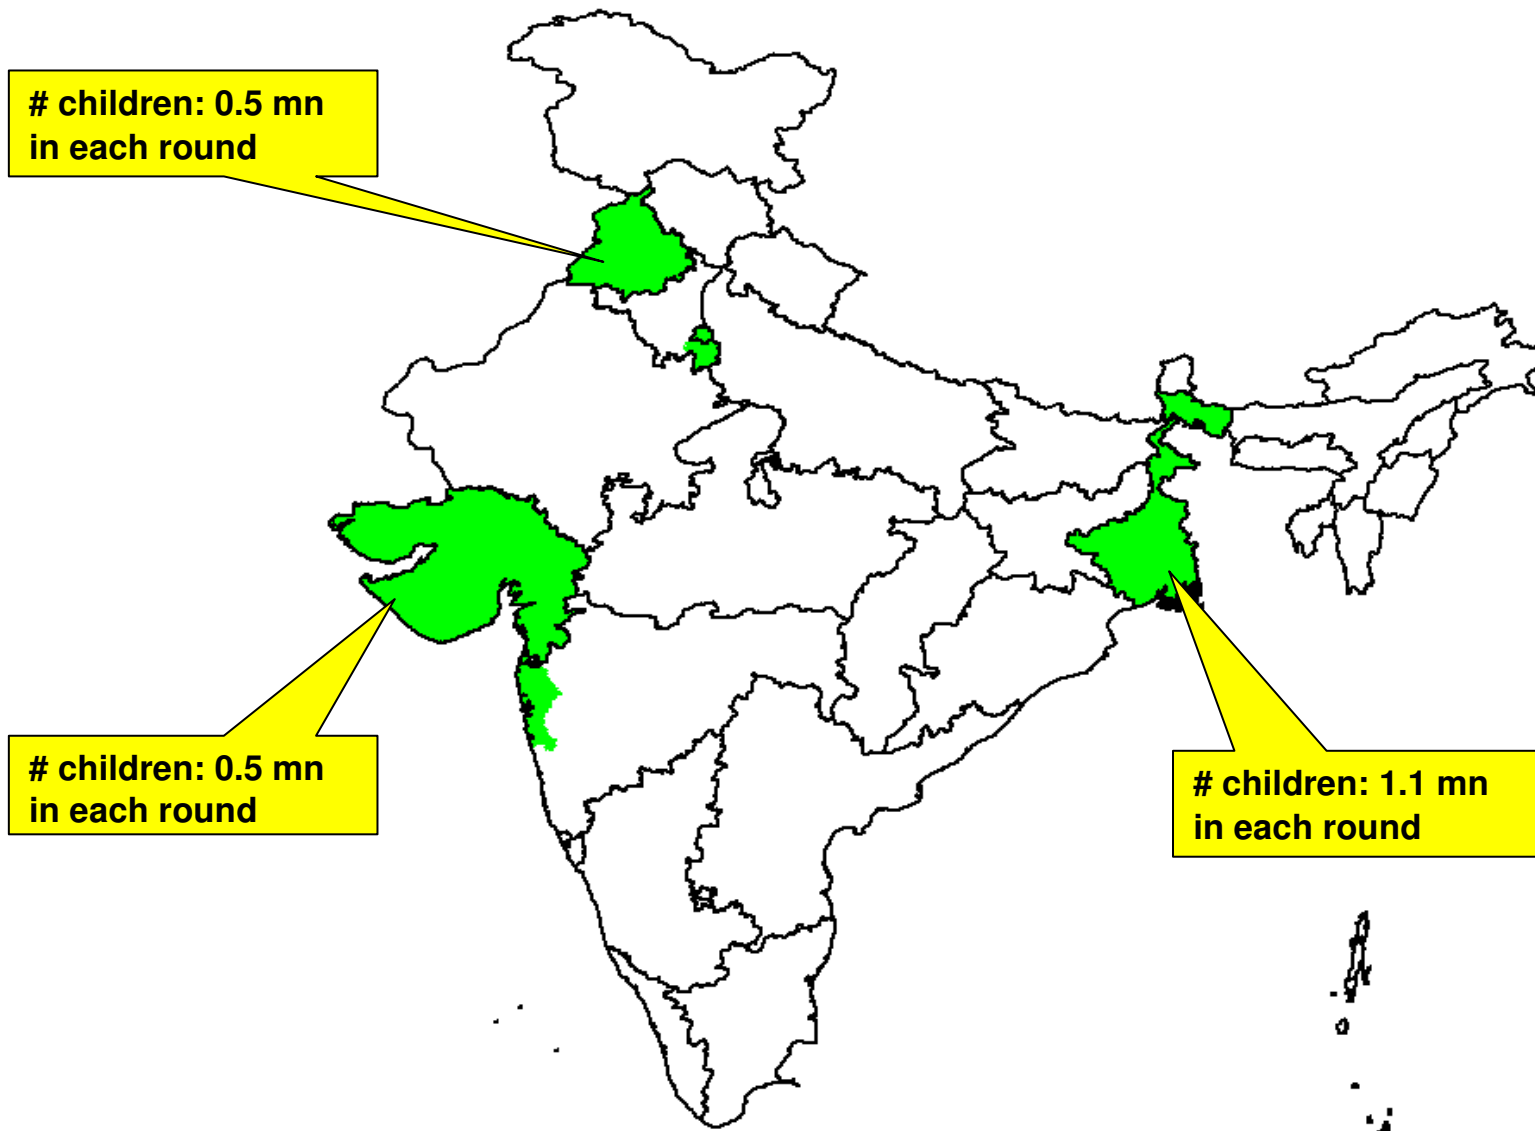 # children: 0.5 mn
in each round
# children: 0.5 mn
in each round
# children: 1.1 mn
in each round